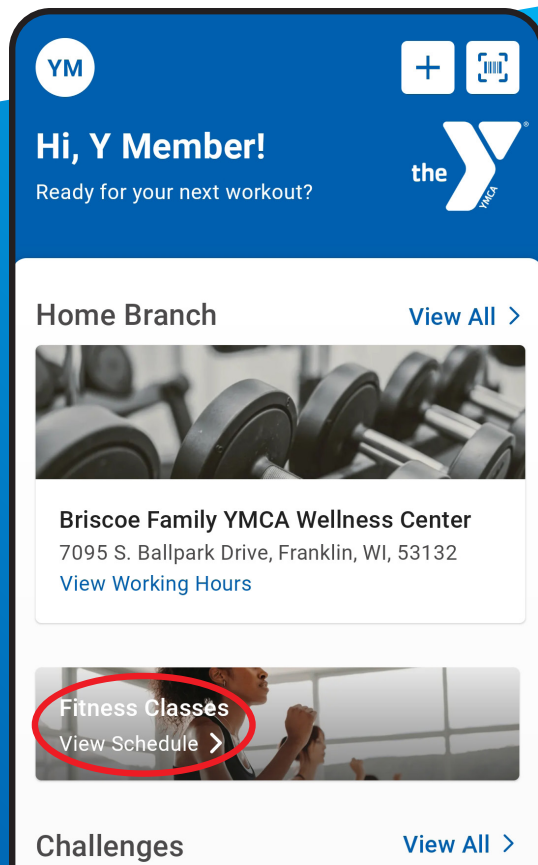 YM
Hi, Y Member!
Ready for your next workout?
the
YMCA
®
Home Branch
View All
Briscoe Family YMCA Wellness Center
7095 S. Ballpark Drive, Franklin, WI, 53132
View Working Hours
Fitness Classes
View Schedule
Challenges
View All